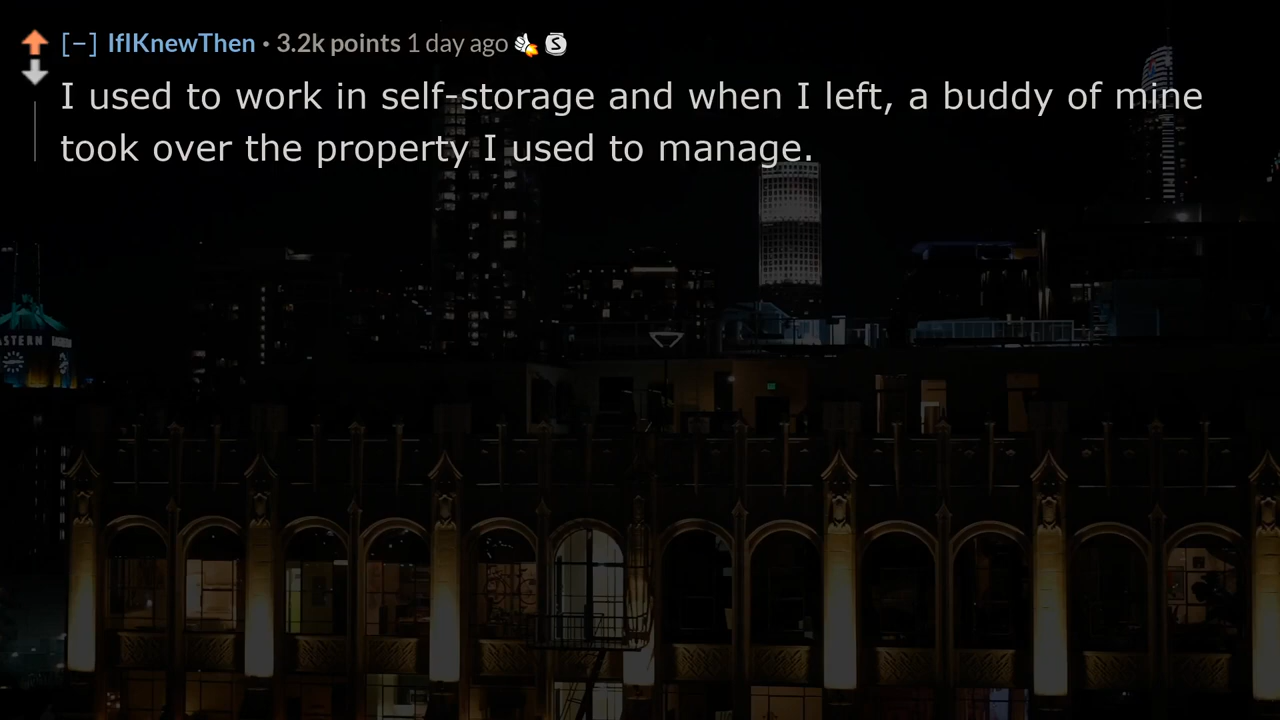 [–] IfIKnewThen · 3.2k points 1 day ago S
I used to work in self-storage and when I left, a buddy of mine
took over the property I used to manage.
EASTERN